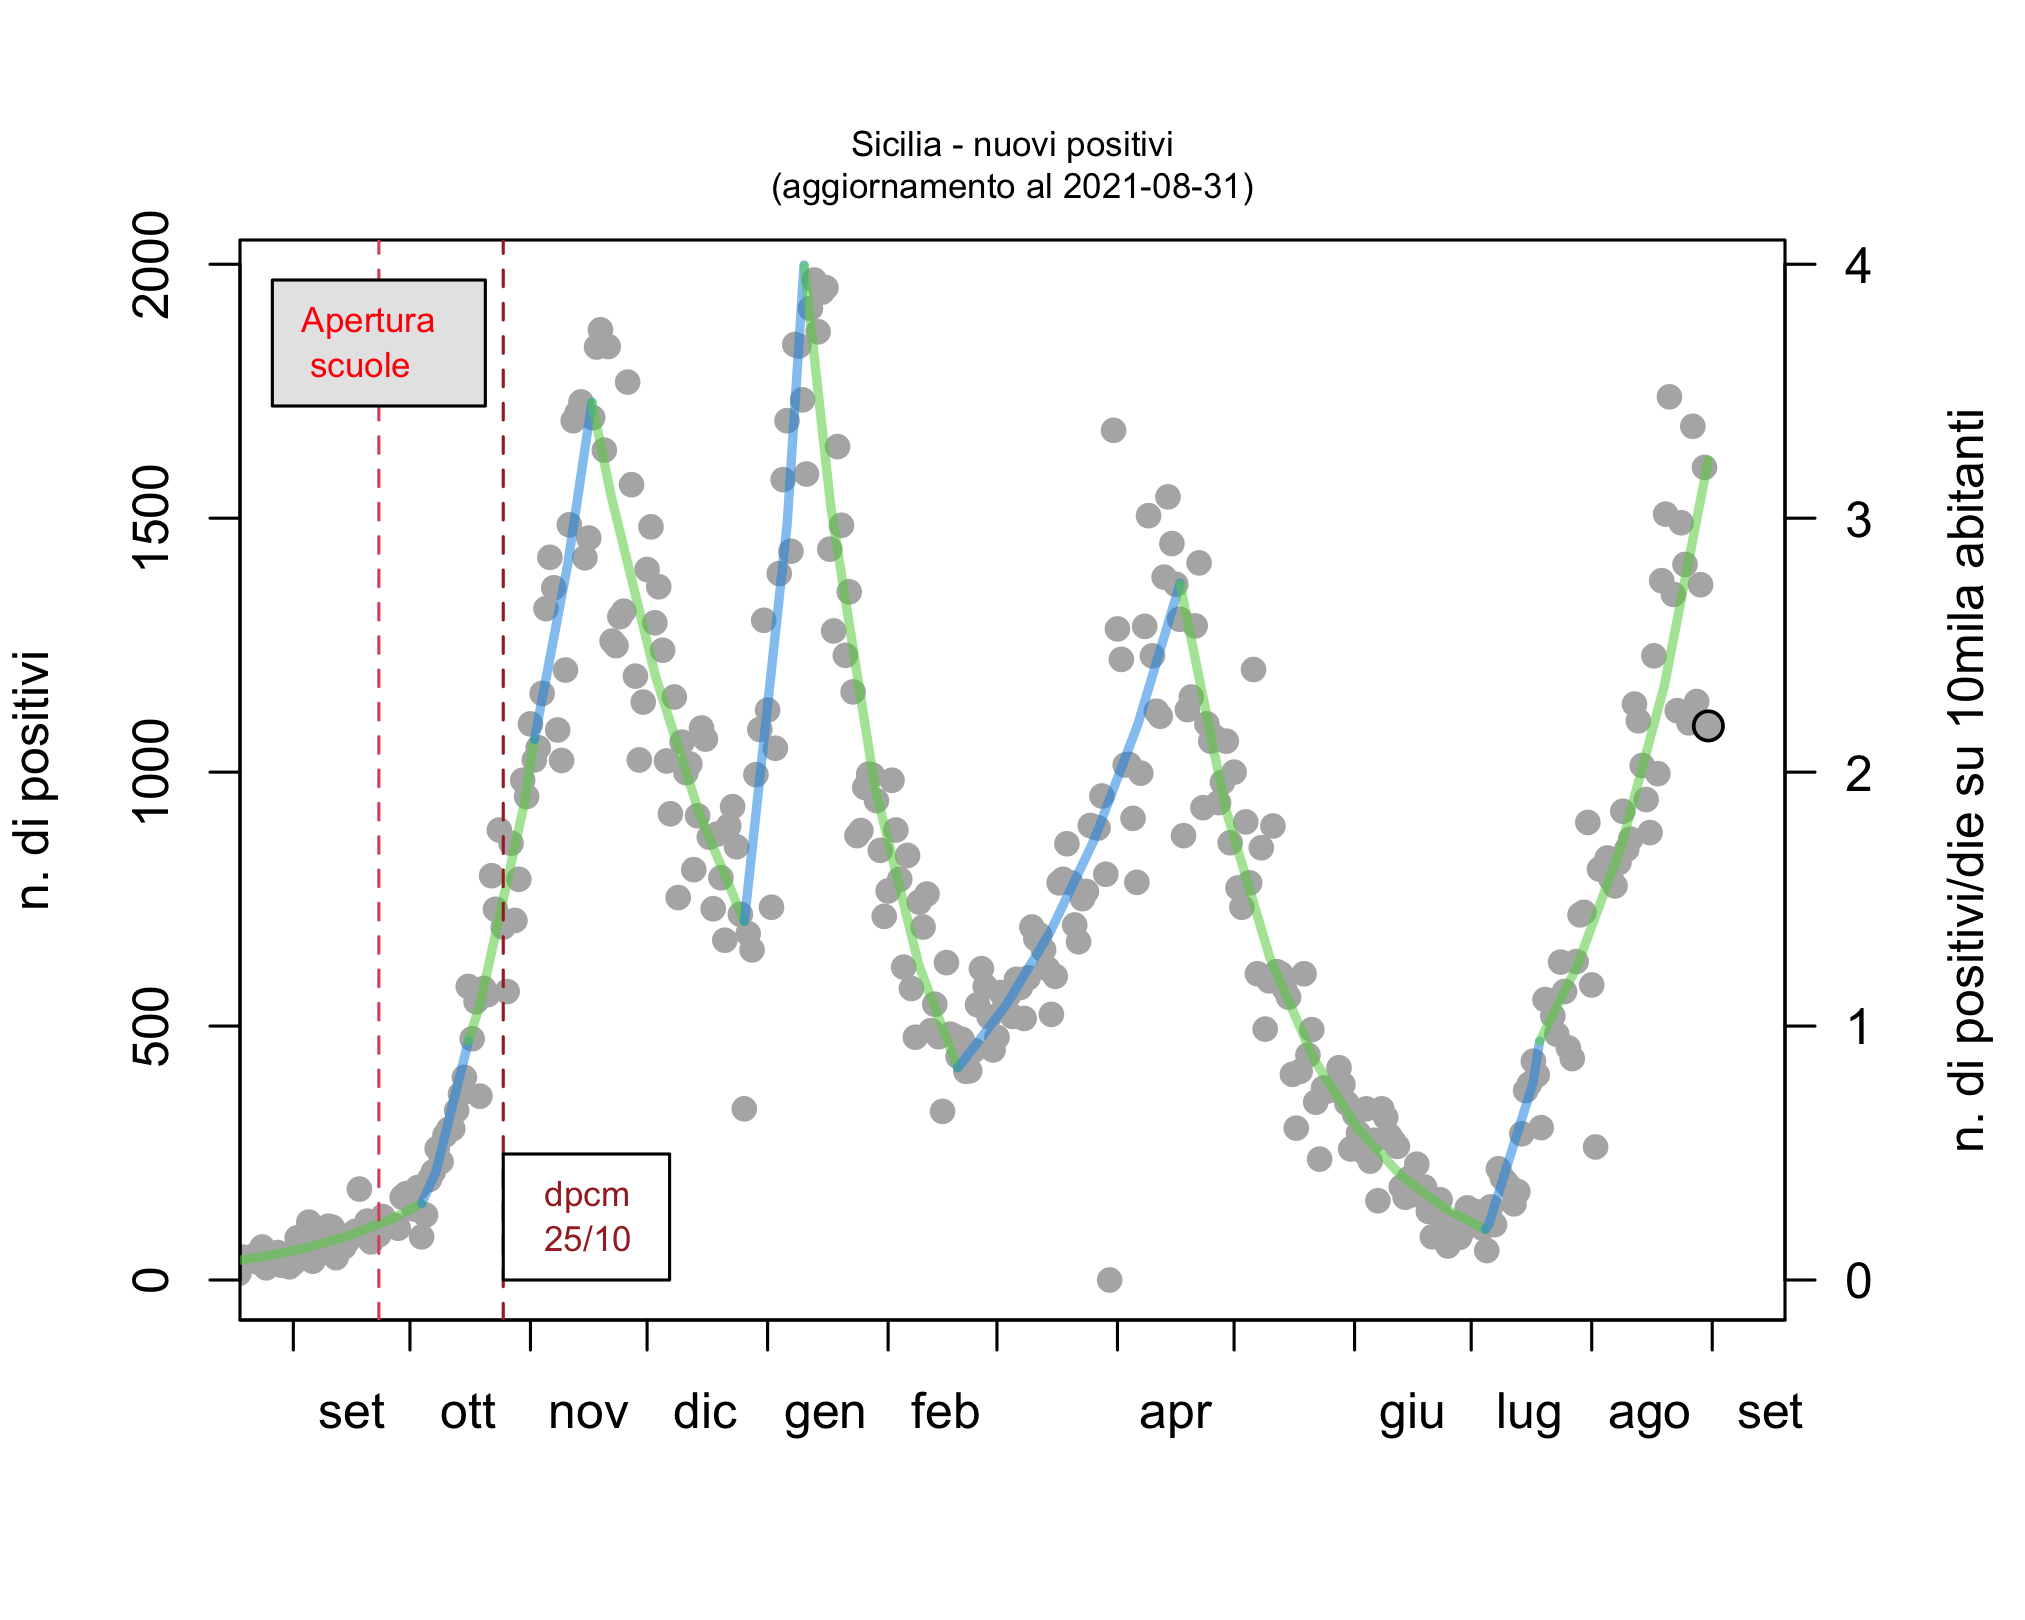 Sicilia - nuovi positivi
(aggiornamento al 2021-08-31)
n. di positivi
2000
1500
1000
500
0
Apertura
scuole
dpcm
25/10
4
3
2
1
0
n. di positivi/die su 10mila abitanti
set ott nov dic gen feb apr giu lug ago set